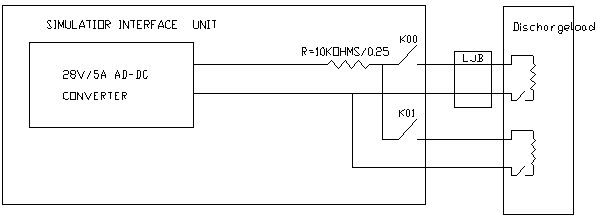 SIMULATIOR INTERFACE UNIT
Dischargeload
K00
R=10KOHMS/0.25
LJB
28V/5A AD-DC
CONVERTER
K01